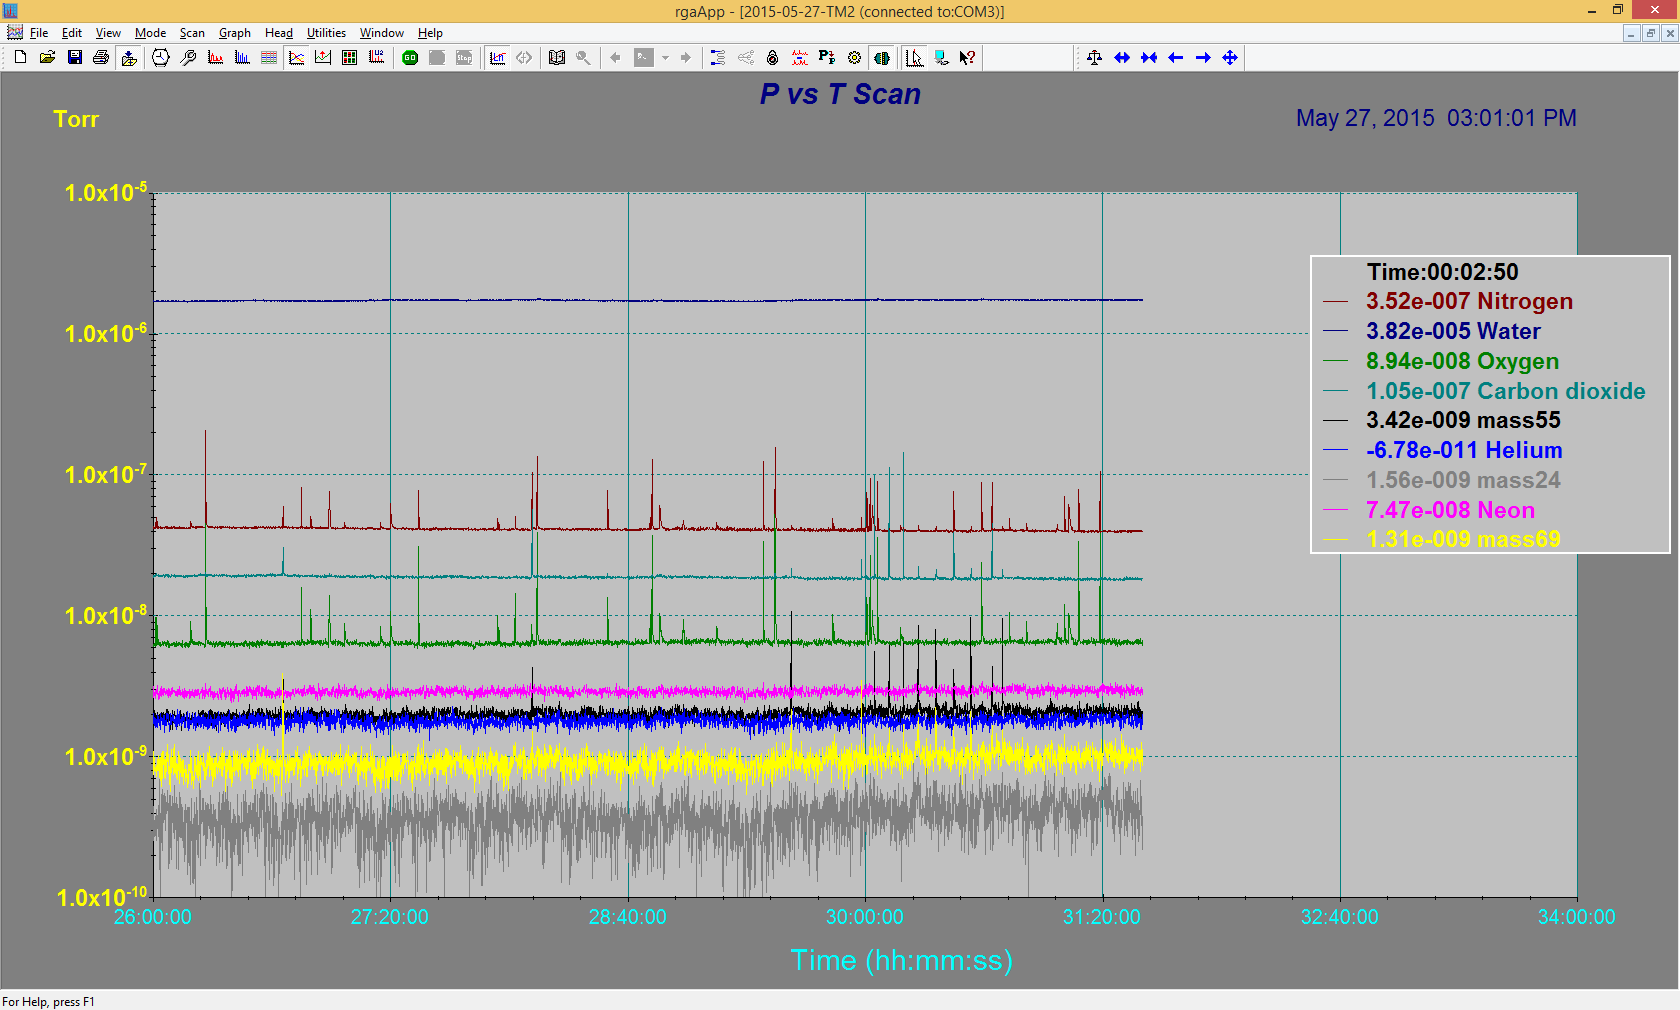 rgaApp - [2015-05-27-TM2 (connected to:COM3)]
File Edit View Mode Scan Graph Head Utilities Window Help
GO Stop
P vs T Scan
Torr
May 27, 2015 03:01:01 PM
1.0x10-5
1.0x10-6
1.0x10-7
1.0x10-8
1.0x10-9
1.0x10-10
Time:00:02:50
3.52e-007 Nitrogen
3.82e-005 Water
8.94e-008 Oxygen
1.05e-007 Carbon dioxide
3.42e-009 mass55
-6.78e-011 Helium
1.56e-009 mass24
7.47e-008 Neon
1.31e-009 mass69
26:00:00 27:20:00 28:40:00 30:00:00 31:20:00 32:40:00 34:00:00
Time (hh:mm:ss)
For Help, press F1